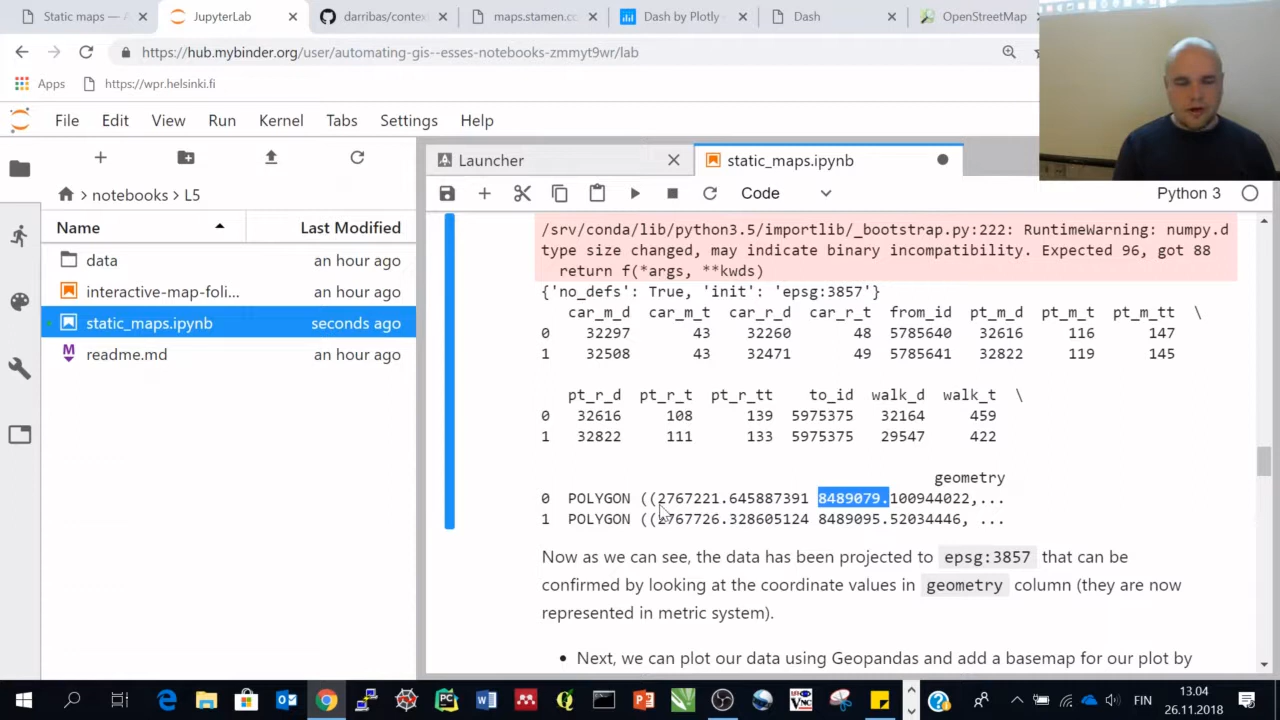 Static maps — A
JupyterLab
darribas/contex
maps.stamen.co
Dash by Plotly
Dash
OpenStreetMap
https://hub.mybinder.org/user/automating-gis--esses-notebooks-zmmyt9wr/lab
Apps
https://wpr.helsinki.fi
File Edit View Run Kernel Tabs Settings Help
Launcher
static_maps.ipynb
Code
Python 3
notebooks L5
Name Last Modified
data an hour ago
interactive-map-foli... an hour ago
static_maps.ipynb seconds ago
readme.md an hour ago
/srv/conda/lib/python3.5/importlib/_bootstrap.py:222: RuntimeWarning: numpy.d
type size changed, may indicate binary incompatibility. Expected 96, got 88
return f(*args, **kwds)
{'no_defs': True, 'init': 'epsg:3857'}
car_m_d car_m_t car_r_d car_r_t from_id pt_m_d pt_m_t pt_m_tt \
0 32297 43 32260 48 5785640 32616 116 147
1 32508 43 32471 49 5785641 32822 119 145
pt_r_d pt_r_t pt_r_tt to_id walk_d walk_t \
0 32616 108 139 5975375 32164 459
1 32822 111 133 5975375 29547 422
geometry
0 POLYGON ((2767221.645887391 8489079.100944022,...
1 POLYGON ((2767726.328605124 8489095.52034446, ...
Now as we can see, the data has been projected to epsg:3857 that can be
confirmed by looking at the coordinate values in geometry column (they are now
represented in metric system).
• Next, we can plot our data using Geopandas and add a basemap for our plot by
FIN
13.04
26.11.2018